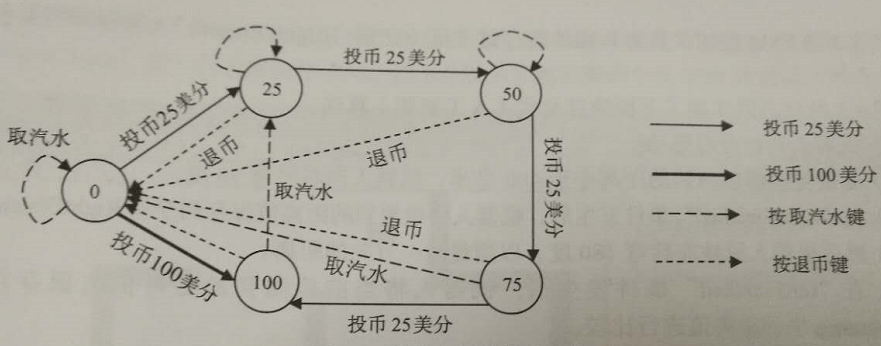 投币 25 美分
25
50
投币25美分
取汽水
退币
退币
投币 25 美分
0
取汽水
退币
投币100美分
100
取汽水
75
投币 25 美分
投币 25 美分
投币 100 美分
按取汽水键
按退币键